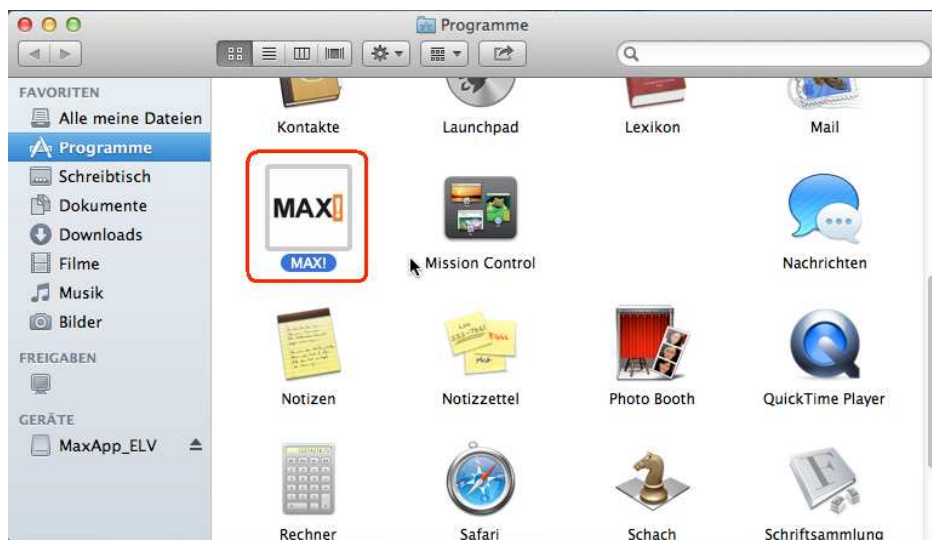 Programme
FAVORITEN
Alle meine Dateien
Programme
Schreibtisch
Dokumente
Downloads
Filme
Musik
Bilder
FREIGABEN
GERÄTE
MaxApp_ELV
Kontakte
Launchpad
Lexikon
Mail
MAX!
MAX!
Mission Control
Nachrichten
Notizen
Notizzettel
Photo Booth
QuickTime Player
Rechner
Safari
Schach
Schriftsammlung